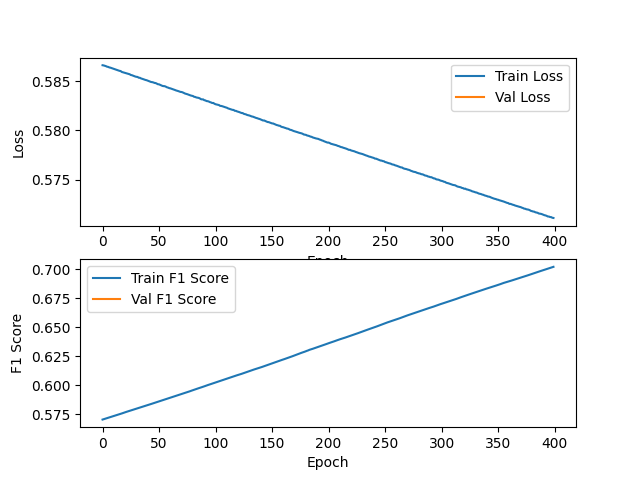 Train Loss
Val Loss
0.585
0.580
0.575
Loss
0 50 100 150 200 250 300 350 400
Epoch
Train F1 Score
Val F1 Score
0.700
0.675
0.650
0.625
0.600
0.575
F1 Score
0 50 100 150 200 250 300 350 400
Epoch